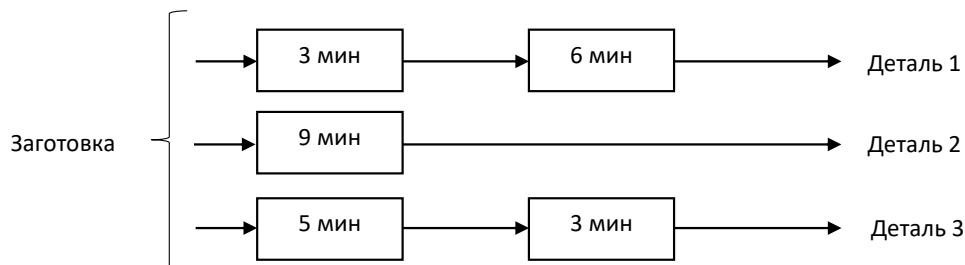 3 мин
6 мин
Деталь 1
Заготовка
9 мин
Деталь 2
5 мин
3 мин
Деталь 3